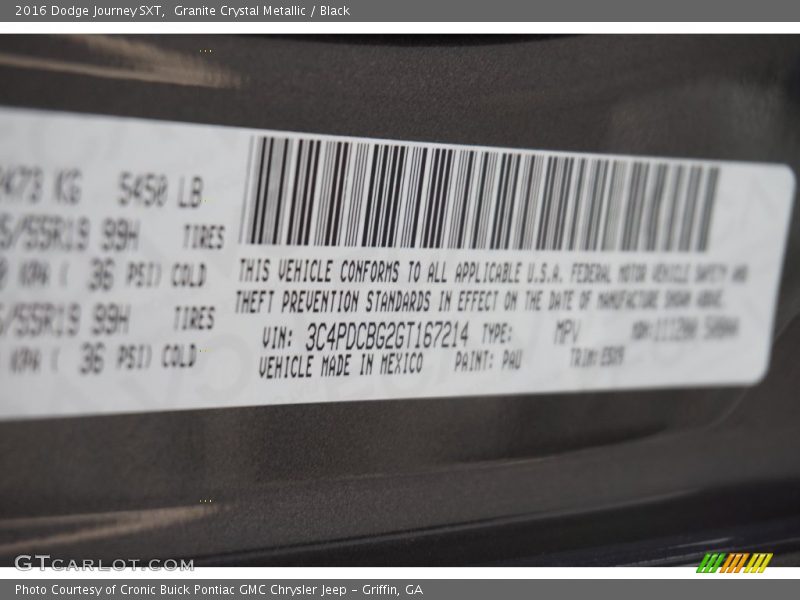 2016 Dodge Journey SXT,  Granite Crystal Metallic / Black
473 KG 5450 LB
/55R19 99H TIRES
KPA ( 36 PSI) COLD
/55R19 99H TIRES
KPA ( 36 PSI) COLD
THIS VEHICLE CONFORMS TO ALL APPLICABLE U.S.A. FEDERAL MOTOR VEHICLE SAFETY AND
THEFT PREVENTION STANDARDS IN EFFECT ON THE DATE OF MANUFACTURE SHOWN ABOVE.
VIN: 3C4PDCBG2GT167214 TYPE: MPV
VEHICLE MADE IN MEXICO PAINT: PAU TRIM:
GTcarlot.com
Photo Courtesy of Cronic Buick Pontiac GMC Chrysler Jeep – Griffin, GA